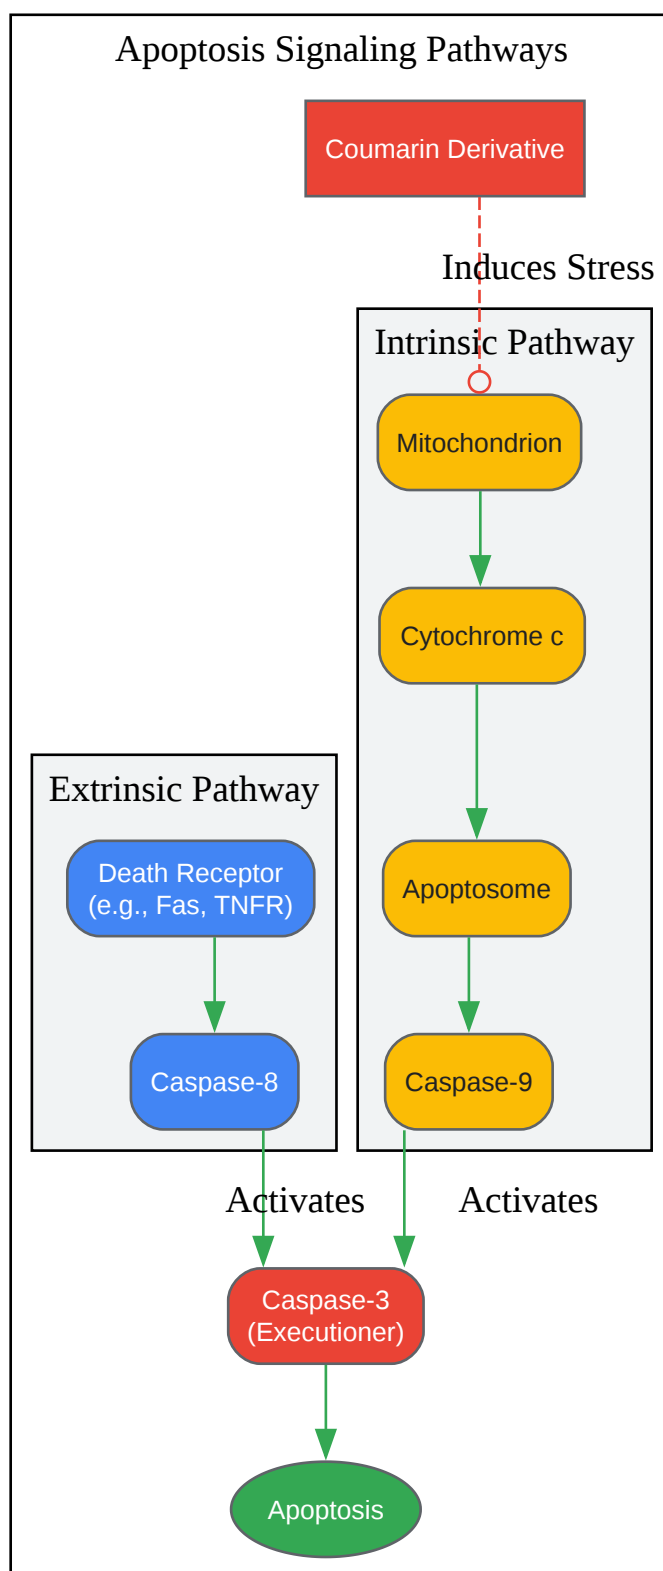 Apoptosis Signaling Pathways
Coumarin Derivative
Induces Stress
Intrinsic Pathway
Mitochondrion
Cytochrome c
Extrinsic Pathway
Death Receptor
(e.g., Fas, TNFR)
Apoptosome
Caspase-8
Caspase-9
Activates
Activates
Caspase-3
(Executioner)
Apoptosis